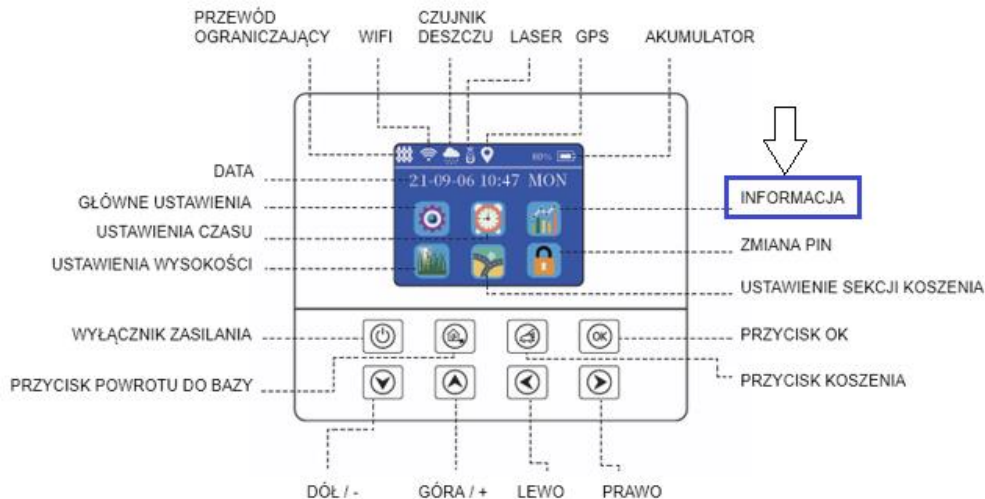 PRZEWÓD
OGRANICZAJĄCY
WIFI
CZUJNIK
DESZCZU
LASER
GPS
AKUMULATOR
80%
DATA
21-09-06 10:47 MON
INFORMACJA
GŁÓWNE USTAWIENIA
USTAWIENIA CZASU
ZMIANA PIN
USTAWIENIA WYSOKOŚCI
USTAWIENIE SEKCJI KOSZENIA
WYŁĄCZNIK ZASILANIA
OK
PRZYCISK OK
PRZYCISK POWROTU DO BAZY
PRZYCISK KOSZENIA
DÓŁ / -
GÓRA / +
LEWO
PRAWO